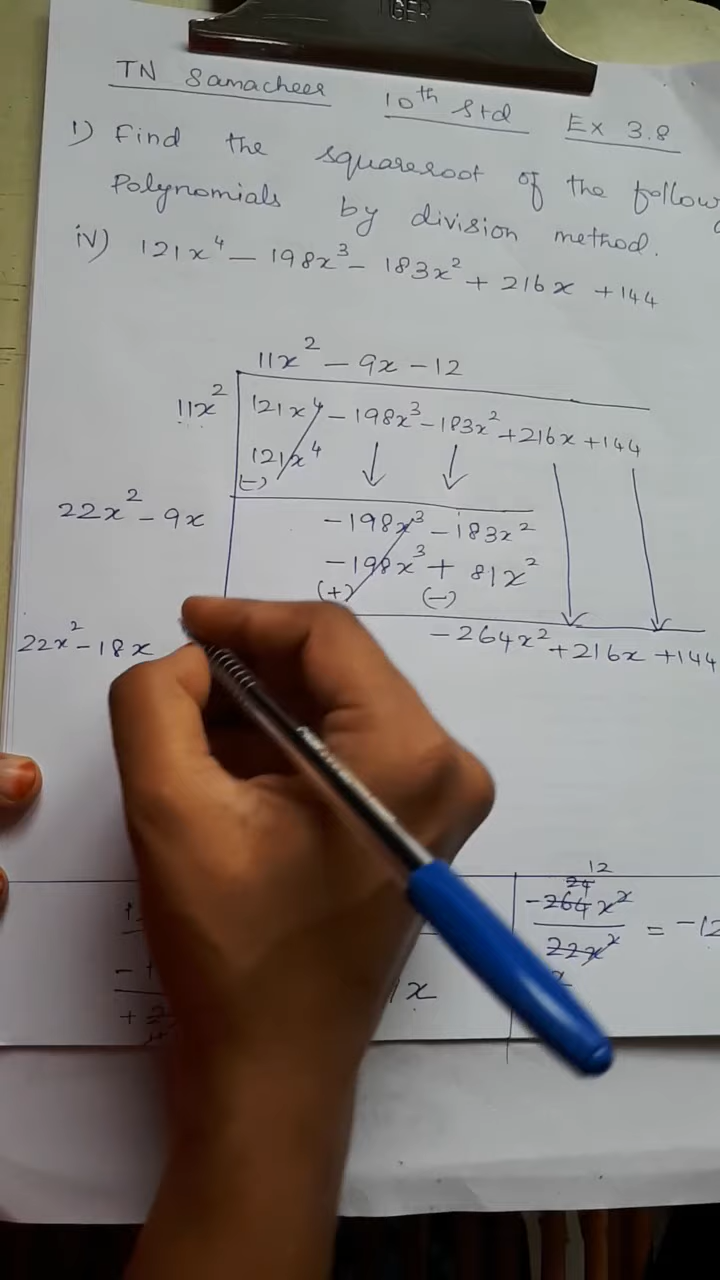 TIGER
TN Samacheer 10th Std Ex 3.8
1) Find the squareroot of the follow
Polynomials by division method.
iv) 121x⁴ - 198x³ - 183x² + 216x + 144
11x² - 9x - 12
11x² 121x⁴ - 198x³ - 183x² + 216x + 144
121x⁴
(-)
22x² - 9x -198x³ - 183x²
-198x³ + 81x²
(+) (-)
22x² - 18x -264x² + 216x + 144
12
24
-264x²
22x² = -12
x